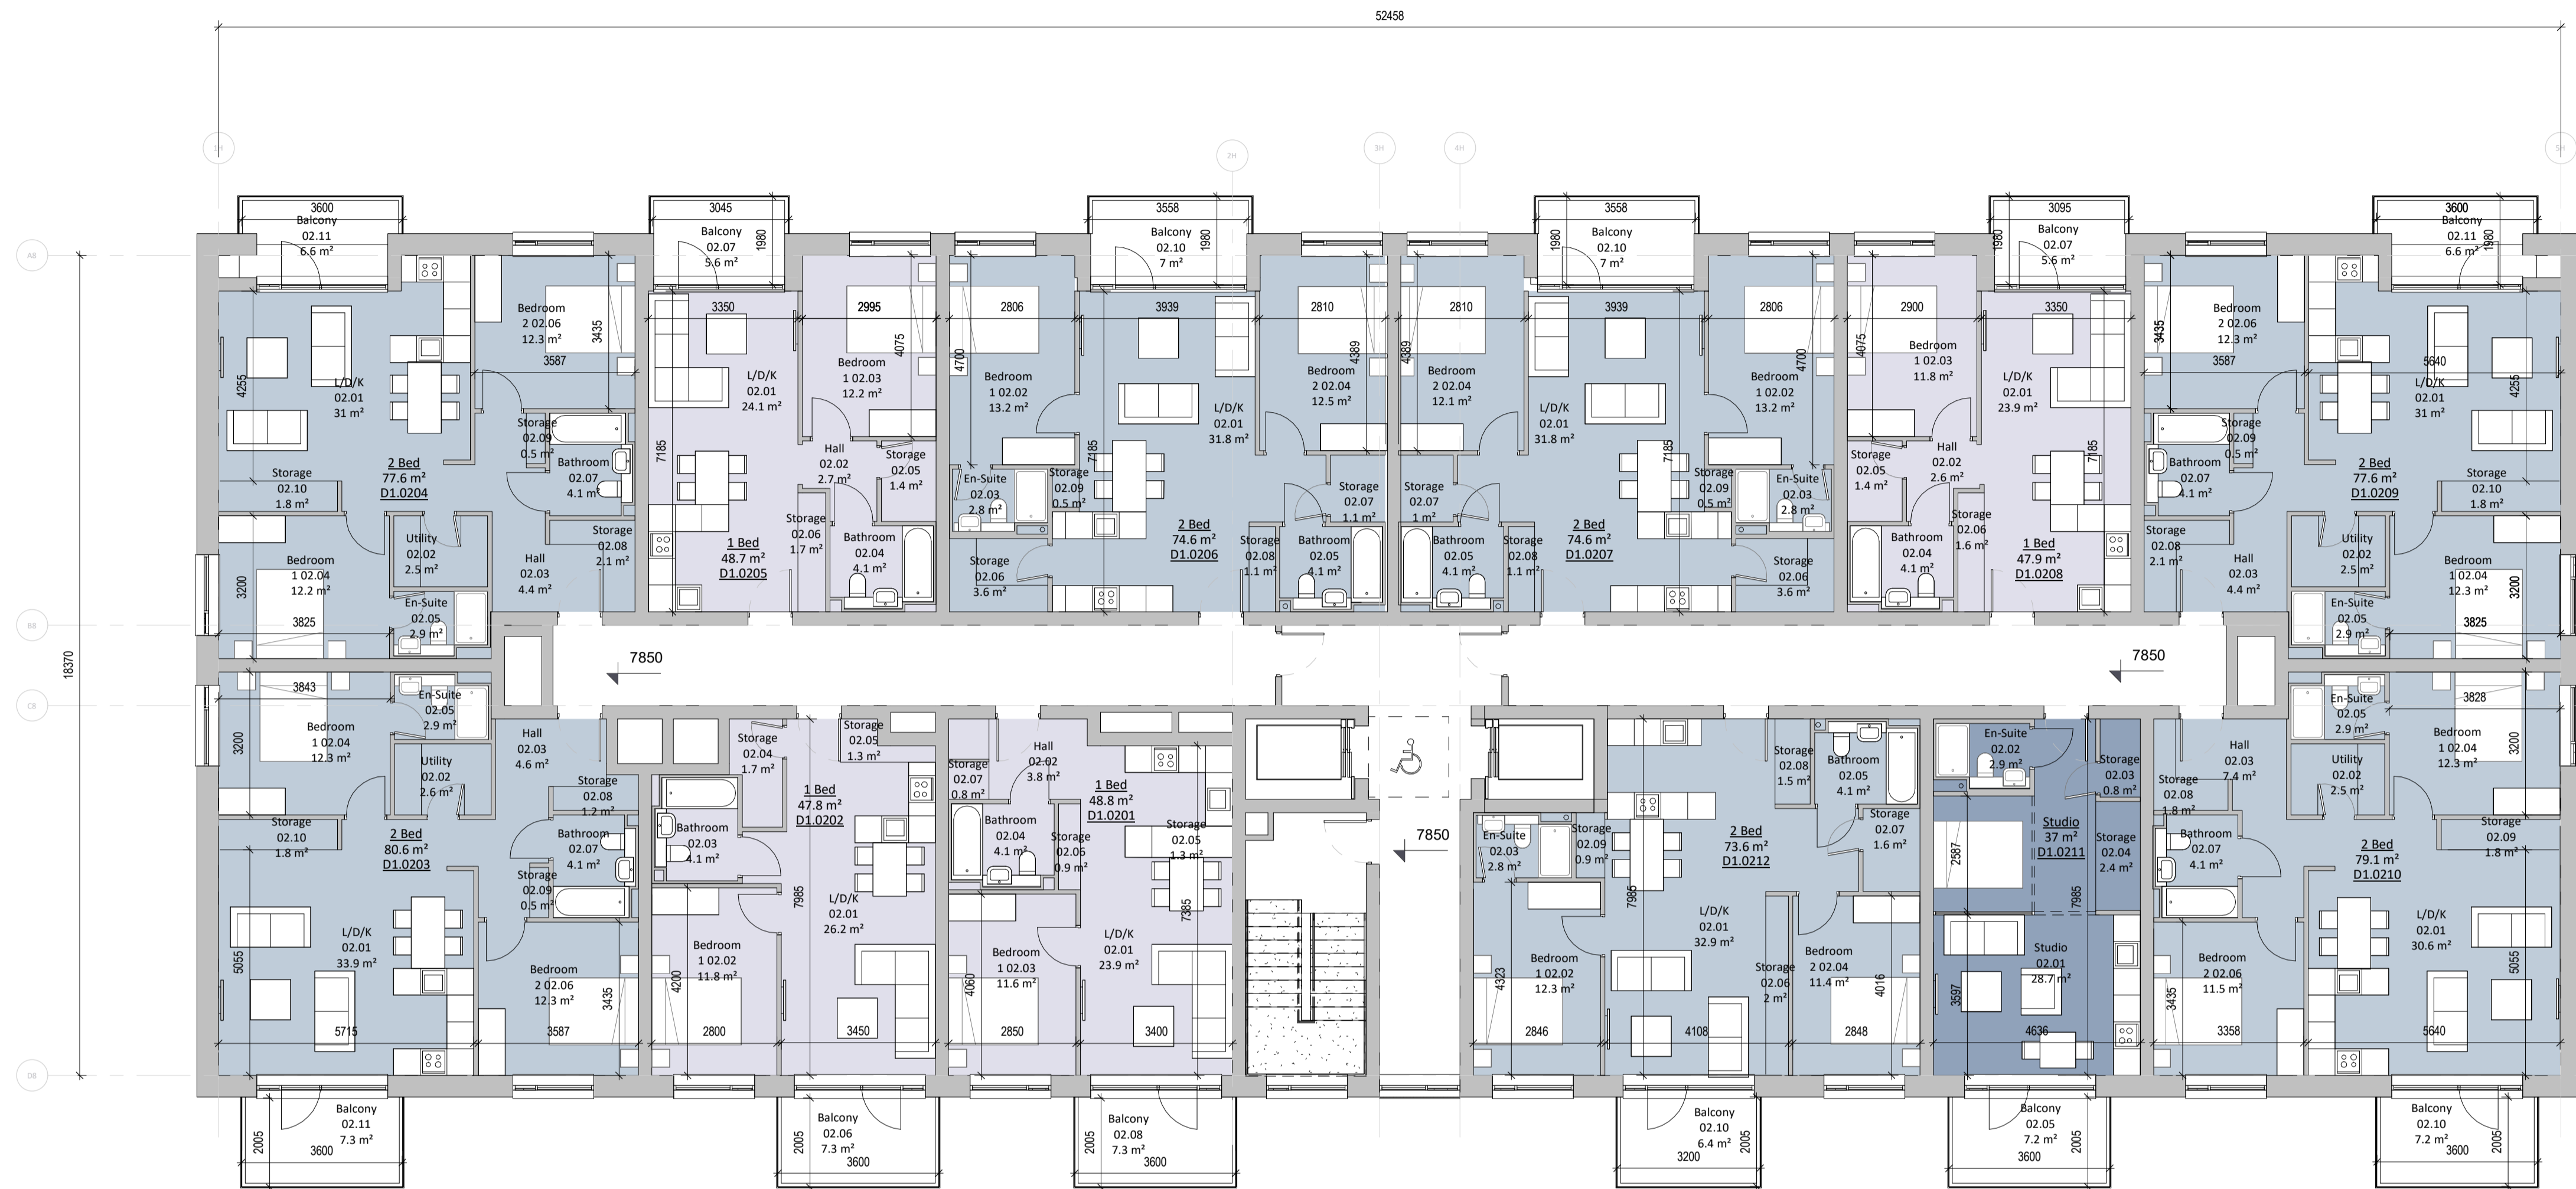 52458
1H
2H
3H
4H
5H
A8
B8
C8
D8
18370
3600
Balcony
02.11
6.6 m²
4255
L/D/K
02.01
31 m²
Bedroom
2 02.06
12.3 m²
3435
3587
Storage
02.09
0.5 m²
Bathroom
02.07
4.1 m²
2 Bed
77.6 m²
D1.0204
Storage
02.10
1.8 m²
Utility
02.02
2.5 m²
Storage
02.08
2.1 m²
Hall
02.03
4.4 m²
Bedroom
1 02.04
12.2 m²
3200
3825
En-Suite
02.05
2.9 m²
3045
Balcony
02.07
5.6 m²
1980
3350
2995
4075
Bedroom
1 02.03
12.2 m²
L/D/K
02.01
24.1 m²
7185
Hall
02.02
2.7 m²
Storage
02.05
1.4 m²
Storage
02.06
1.7 m²
Bathroom
02.04
4.1 m²
1 Bed
48.7 m²
D1.0205
3558
Balcony
02.10
7 m²
1980
2806
3939
2810
4700
4389
Bedroom
1 02.02
13.2 m²
Bedroom
2 02.04
12.5 m²
L/D/K
02.01
31.8 m²
7185
En-Suite
02.03
2.8 m²
Storage
02.09
0.5 m²
Storage
02.07
1.1 m²
2 Bed
74.6 m²
D1.0206
Storage
02.08
1.1 m²
Bathroom
02.05
4.1 m²
Storage
02.06
3.6 m²
3558
Balcony
02.10
7 m²
1980
2810
3939
2806
4389
4700
Bedroom
2 02.04
12.1 m²
Bedroom
1 02.02
13.2 m²
L/D/K
02.01
31.8 m²
7185
Storage
02.07
1 m²
Storage
02.09
0.5 m²
En-Suite
02.03
2.8 m²
2 Bed
74.6 m²
D1.0207
Bathroom
02.05
4.1 m²
Storage
02.08
1.1 m²
Storage
02.06
3.6 m²
3095
Balcony
02.07
5.6 m²
1980
2900
3350
4075
Bedroom
1 02.03
11.8 m²
L/D/K
02.01
23.9 m²
7185
Storage
02.05
1.4 m²
Hall
02.02
2.6 m²
Storage
02.06
1.6 m²
Bathroom
02.04
4.1 m²
1 Bed
47.9 m²
D1.0208
3600
Balcony
02.11
6.6 m²
1980
Bedroom
2 02.06
12.3 m²
3435
3587
5640
L/D/K
02.01
31 m²
4255
Storage
02.09
0.5 m²
Bathroom
02.07
4.1 m²
2 Bed
77.6 m²
D1.0209
Storage
02.10
1.8 m²
Storage
02.08
2.1 m²
Utility
02.02
2.5 m²
Hall
02.03
4.4 m²
Bedroom
1 02.04
12.3 m²
3200
En-Suite
02.05
2.9 m²
3825
7850
7850
7850
3843
En-Suite
02.05
2.9 m²
Bedroom
1 02.04
12.3 m²
3200
Hall
02.03
4.6 m²
Utility
02.02
2.6 m²
Storage
02.08
1.2 m²
Storage
02.10
1.8 m²
2 Bed
80.6 m²
D1.0203
Bathroom
02.07
4.1 m²
Storage
02.09
0.5 m²
L/D/K
02.01
33.9 m²
5055
Bedroom
2 02.06
12.3 m²
3435
5715
3587
Balcony
02.11
7.3 m²
2005
3600
Storage
02.04
1.7 m²
Storage
02.05
1.3 m²
1 Bed
47.8 m²
D1.0202
Bathroom
02.03
4.1 m²
7985
L/D/K
02.01
26.2 m²
Bedroom
1 02.02
11.8 m²
4200
2800
3450
Balcony
02.06
7.3 m²
2005
3600
Hall
02.02
3.8 m²
Storage
02.07
0.8 m²
1 Bed
48.8 m²
D1.0201
Bathroom
02.04
4.1 m²
Storage
02.06
0.9 m²
Storage
02.05
1.3 m²
7385
L/D/K
02.01
23.9 m²
Bedroom
1 02.03
11.6 m²
4060
2850
3400
Balcony
02.08
7.3 m²
2005
3600
Storage
02.08
1.5 m²
Bathroom
02.05
4.1 m²
En-Suite
02.03
2.8 m²
Storage
02.09
0.9 m²
2 Bed
73.6 m²
D1.0212
Storage
02.07
1.6 m²
7985
L/D/K
02.01
32.9 m²
Bedroom
1 02.02
12.3 m²
4323
Storage
02.06
2 m²
Bedroom
2 02.04
11.4 m²
4016
2846
4108
2848
Balcony
02.10
6.4 m²
2005
3200
En-Suite
02.02
2.9 m²
Storage
02.03
0.8 m²
Studio
37 m²
D1.0211
Storage
02.04
2.4 m²
2587
7985
Studio
02.01
28.7 m²
3597
4636
Balcony
02.05
7.2 m²
2005
3600
3828
En-Suite
02.05
2.9 m²
Hall
02.03
7.4 m²
Bedroom
1 02.04
12.3 m²
3200
Storage
02.08
1.8 m²
Utility
02.02
2.5 m²
Storage
02.09
1.8 m²
Bathroom
02.07
4.1 m²
2 Bed
79.1 m²
D1.0210
L/D/K
02.01
30.6 m²
5055
Bedroom
2 02.06
11.5 m²
3435
3358
5640
Balcony
02.10
7.2 m²
2005
3600